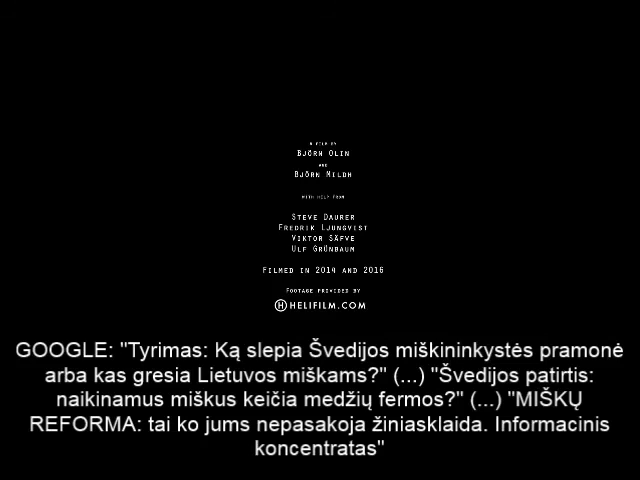 A FILM BY
BJÖRN OLIN
AND
BJÖRN MILDH
WITH HELP FROM
STEVE DAURER
FREDRIK LJUNGVIST
VIKTOR SÄFVE
ULF GRÜNBAUM
FILMED IN 2014 AND 2016
FOOTAGE PROVIDED BY
H HELIFILM.COM
GOOGLE: "Tyrimas: Ką slepia Švedijos miškininkystės pramonė
arba kas gresia Lietuvos miškams?" (...) "Švedijos patirtis:
naikinamus miškus keičia medžių fermos?" (...) "MIŠKŲ
REFORMA: tai ko jums nepasakoja žiniasklaida. Informacinis
koncentratas"